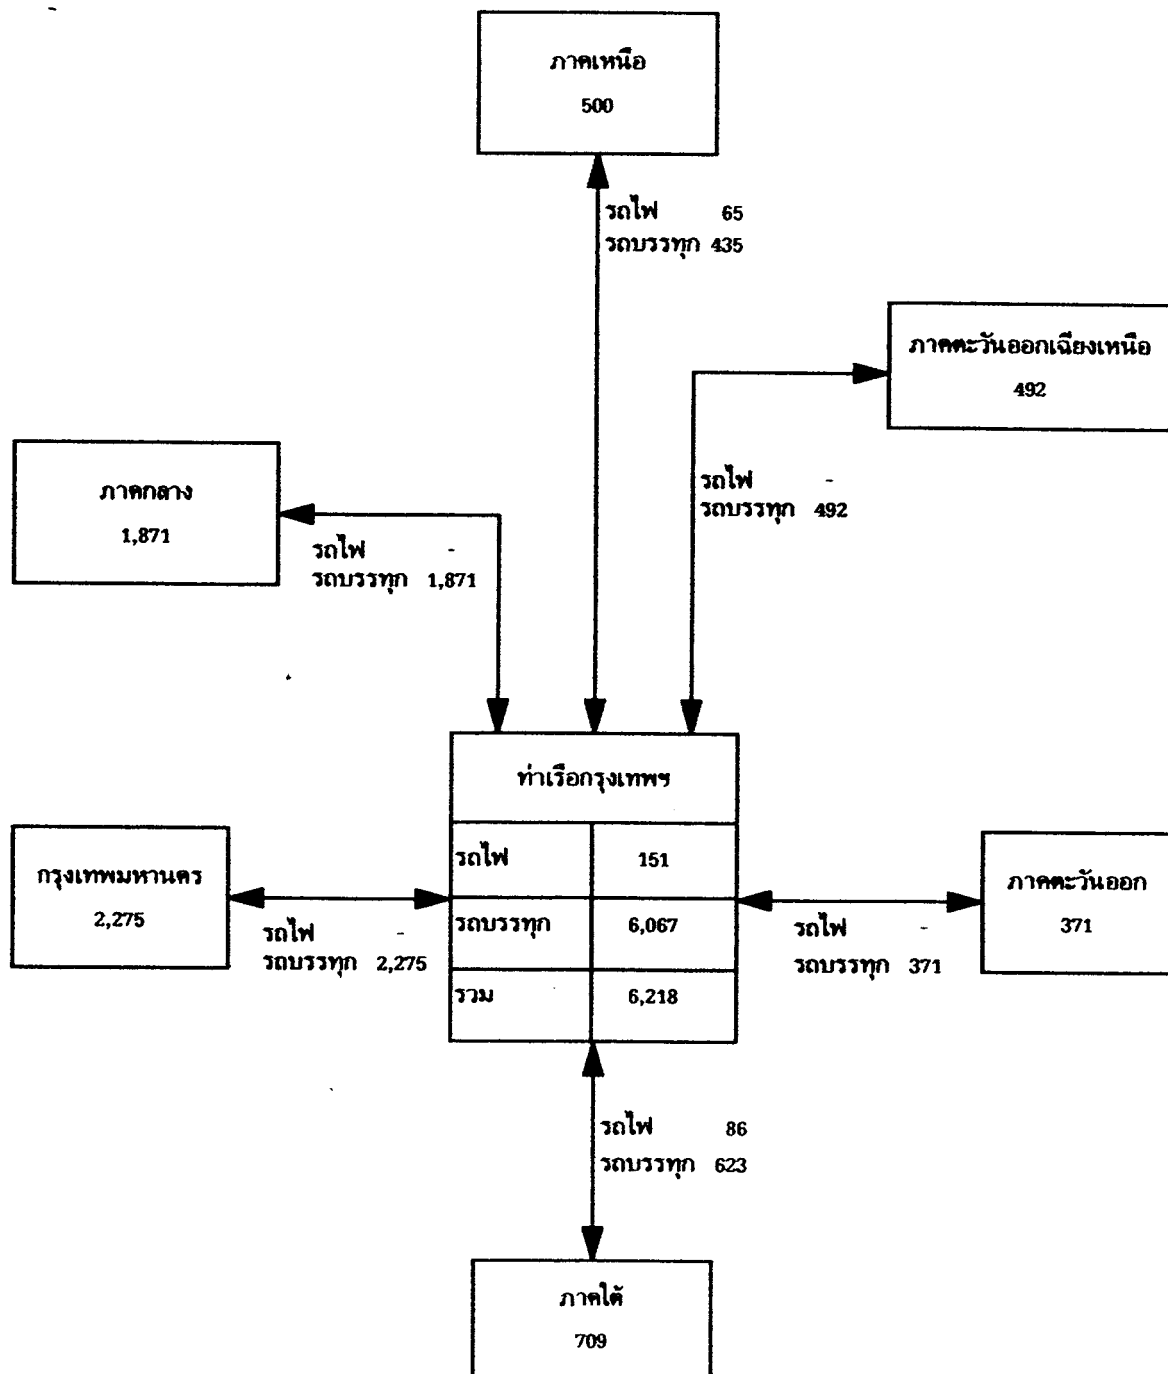 ภาคเหนือ
500
รถไฟ 65
รถบรรทุก 435
ภาคตะวันออกเฉียงเหนือ
492
รถไฟ -
รถบรรทุก 492
ภาคกลาง
1,871
รถไฟ -
รถบรรทุก 1,871
ท่าเรือกรุงเทพฯ
รถไฟ 151
รถบรรทุก 6,067
รวม 6,218
กรุงเทพมหานคร
2,275
รถไฟ -
รถบรรทุก 2,275
ภาคตะวันออก
371
รถไฟ -
รถบรรทุก 371
รถไฟ 86
รถบรรทุก 623
ภาคใต้
709